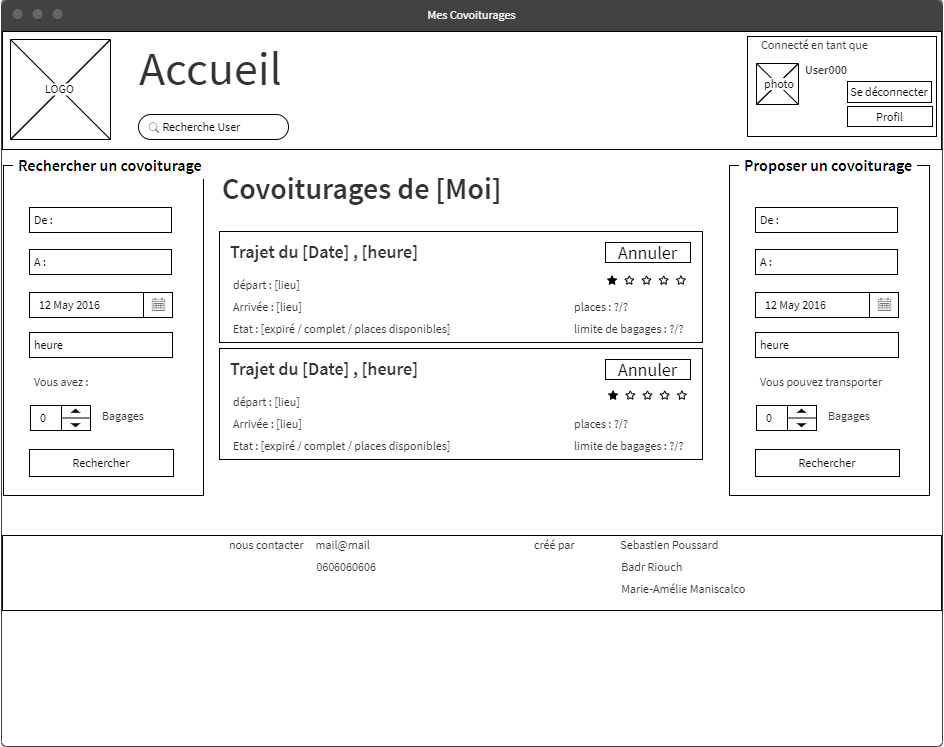 Mes Covoiturages
LOGO
Accueil
Recherche User
Connecté en tant que
photo
User000
Se déconnecter
Profil
Rechercher un covoiturage
De :
A :
12 May 2016
heure
Vous avez :
0
Bagages
Rechercher
Covoiturages de [Moi]
Trajet du [Date] , [heure]
Annuler
départ : [lieu]
Arrivée : [lieu]
places : ?/?
Etat : [expiré / complet / places disponibles]
limite de bagages : ?/?
Trajet du [Date] , [heure]
Annuler
départ : [lieu]
Arrivée : [lieu]
places : ?/?
Etat : [expiré / complet / places disponibles]
limite de bagages : ?/?
Proposer un covoiturage
De :
A :
12 May 2016
heure
Vous pouvez transporter
0
Bagages
Rechercher
nous contacter
mail@mail
0606060606
créé par
Sebastien Poussard
Badr Riouch
Marie-Amélie Maniscalco